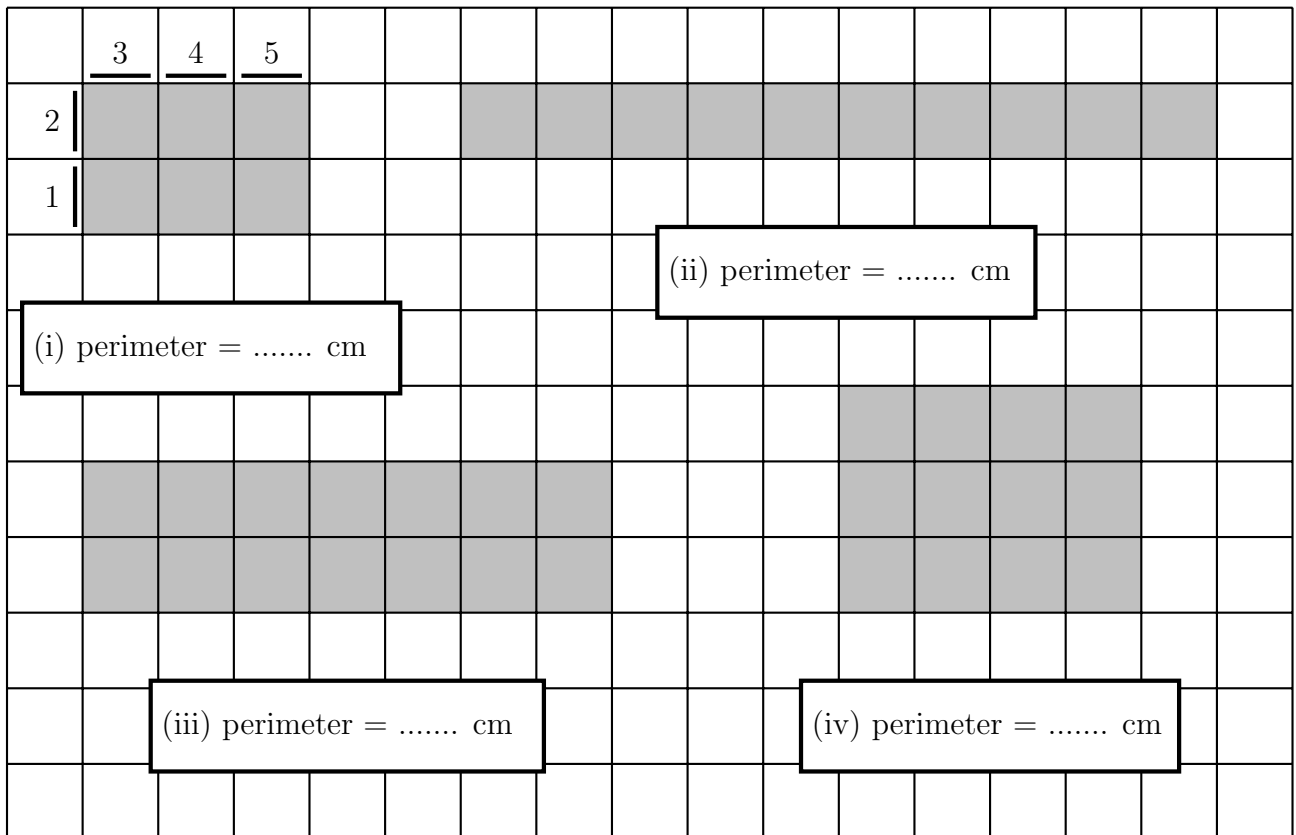 3 4 5
2
1
(ii) perimeter = ....... cm
(i) perimeter = ....... cm
(iii) perimeter = ....... cm
(iv) perimeter = ....... cm